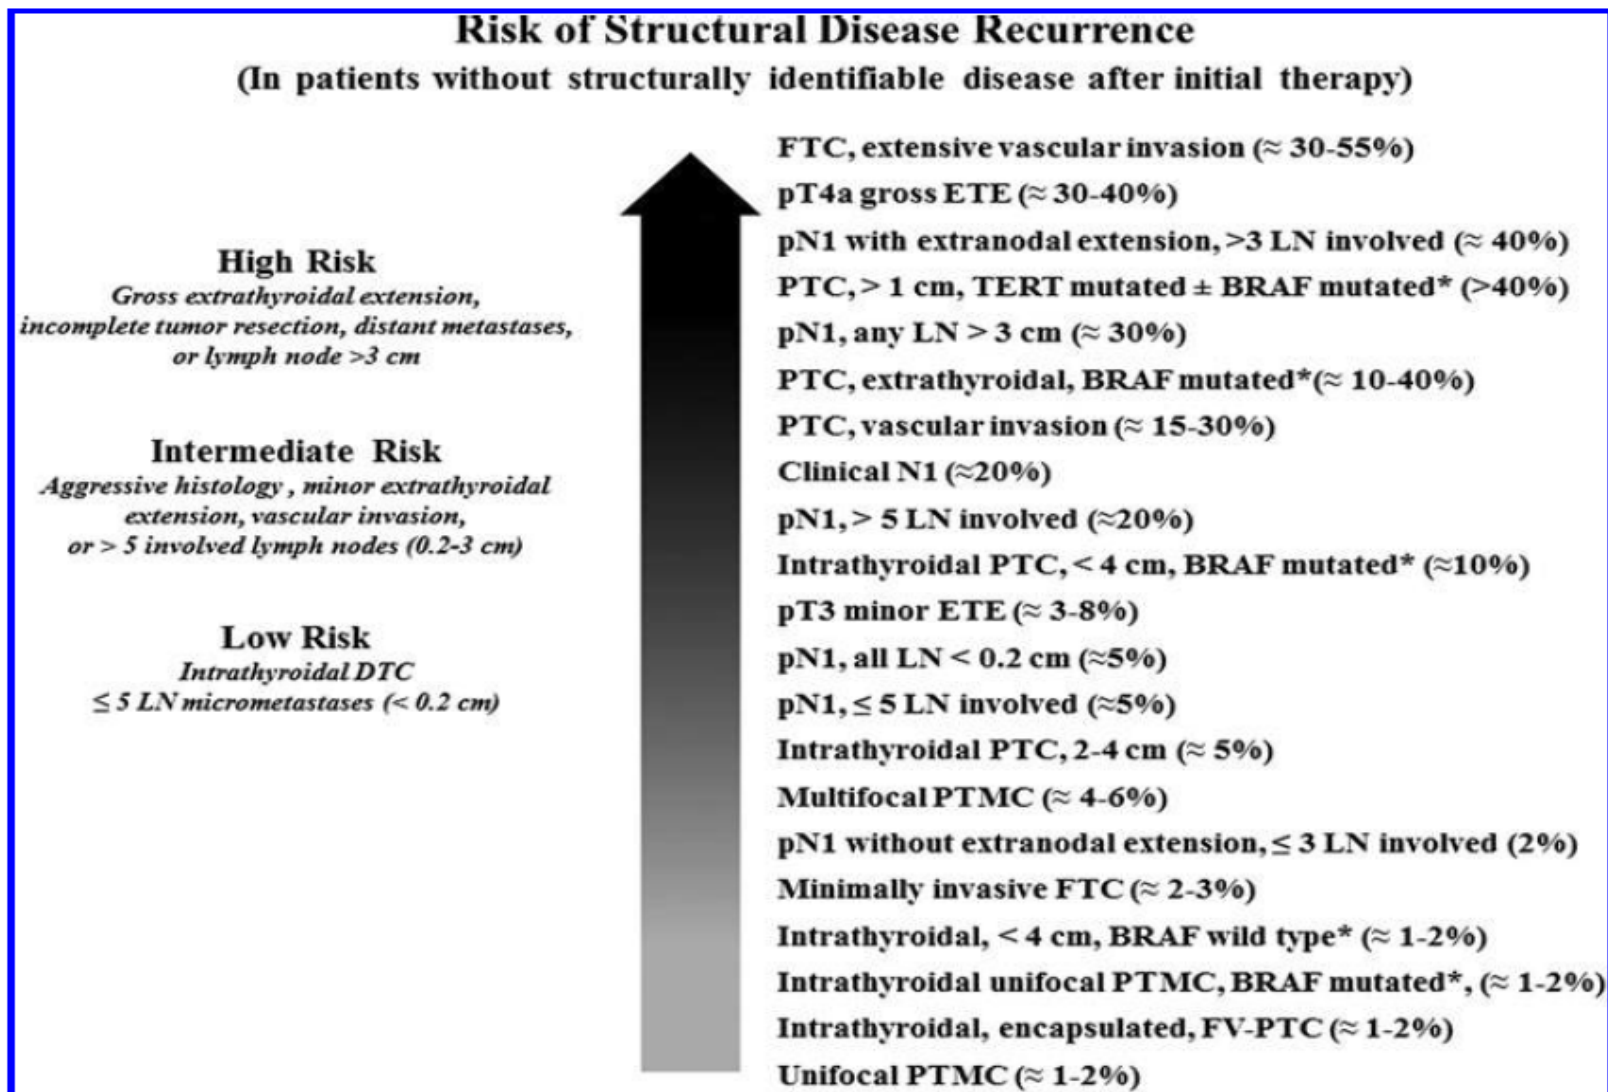 Risk of Structural Disease Recurrence
(In patients without structurally identifiable disease after initial therapy)
High Risk
Gross extrathyroidal extension,
incomplete tumor resection, distant metastases,
or lymph node >3 cm
Intermediate Risk
Aggressive histology , minor extrathyroidal
extension, vascular invasion,
or > 5 involved lymph nodes (0.2-3 cm)
Low Risk
Intrathyroidal DTC
≤ 5 LN micrometastases (< 0.2 cm)
FTC, extensive vascular invasion (≈ 30-55%)
pT4a gross ETE (≈ 30-40%)
pN1 with extranodal extension, >3 LN involved (≈ 40%)
PTC, > 1 cm, TERT mutated ± BRAF mutated* (>40%)
pN1, any LN > 3 cm (≈ 30%)
PTC, extrathyroidal, BRAF mutated*(≈ 10-40%)
PTC, vascular invasion (≈ 15-30%)
Clinical N1 (≈20%)
pN1, > 5 LN involved (≈20%)
Intrathyroidal PTC, < 4 cm, BRAF mutated* (≈10%)
pT3 minor ETE (≈ 3-8%)
pN1, all LN < 0.2 cm (≈5%)
pN1, ≤ 5 LN involved (≈5%)
Intrathyroidal PTC, 2-4 cm (≈ 5%)
Multifocal PTMC (≈ 4-6%)
pN1 without extranodal extension, ≤ 3 LN involved (2%)
Minimally invasive FTC (≈ 2-3%)
Intrathyroidal, < 4 cm, BRAF wild type* (≈ 1-2%)
Intrathyroidal unifocal PTMC, BRAF mutated*, (≈ 1-2%)
Intrathyroidal, encapsulated, FV-PTC (≈ 1-2%)
Unifocal PTMC (≈ 1-2%)